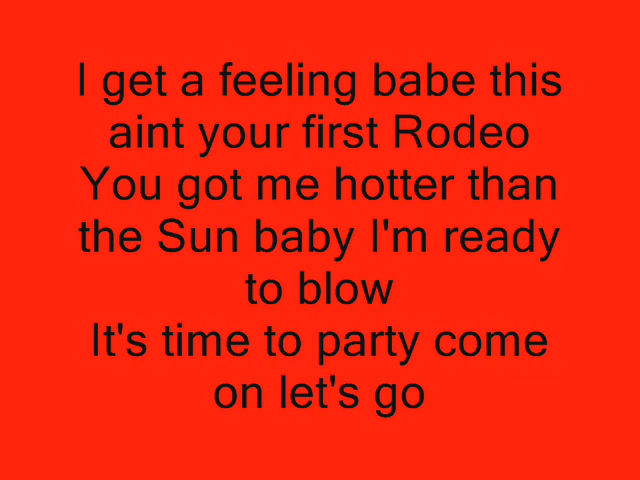 I get a feeling babe this
aint your first Rodeo
You got me hotter than
the Sun baby I'm ready
to blow
It's time to party come
on let's go